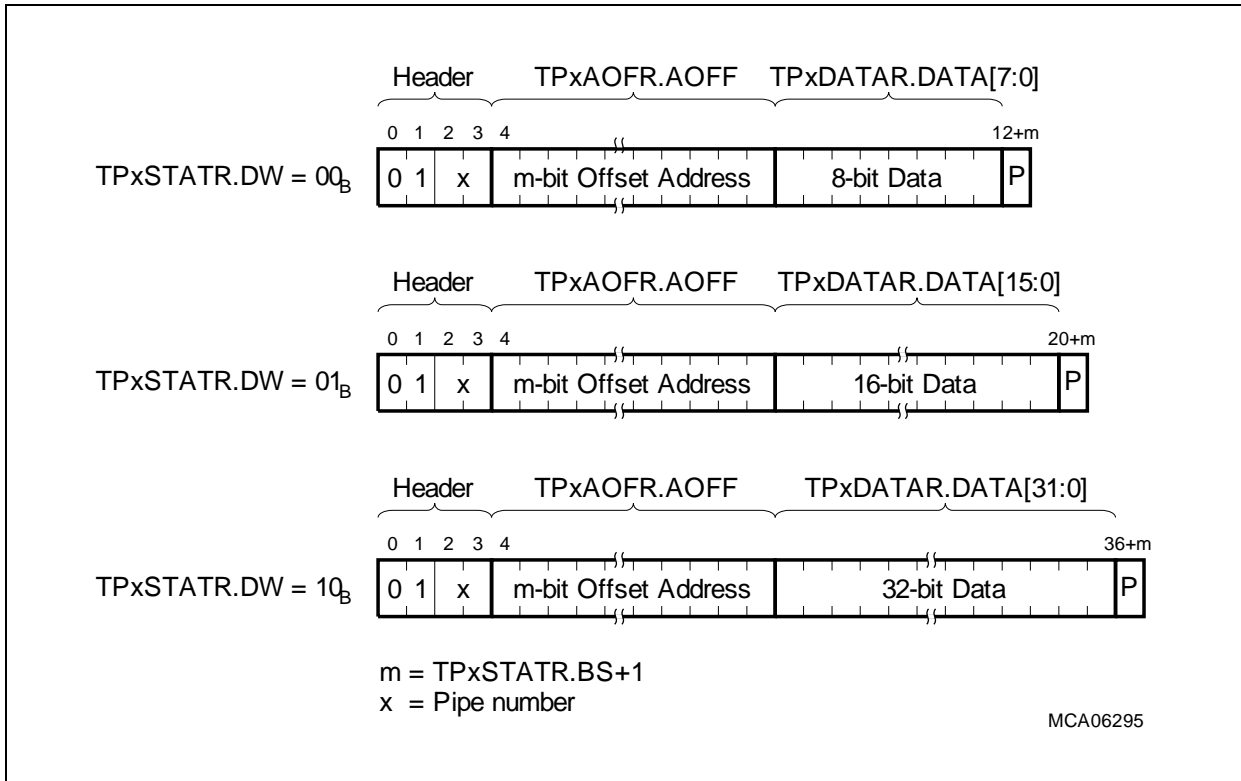 Header TPxAOFR.AOFF TPxDATAR.DATA[7:0]
0 1 2 3 4 12+m
TPxSTATR.DW = 00B 0 1 x m-bit Offset Address 8-bit Data P
Header TPxAOFR.AOFF TPxDATAR.DATA[15:0]
0 1 2 3 4 20+m
TPxSTATR.DW = 01B 0 1 x m-bit Offset Address 16-bit Data P
Header TPxAOFR.AOFF TPxDATAR.DATA[31:0]
0 1 2 3 4 36+m
TPxSTATR.DW = 10B 0 1 x m-bit Offset Address 32-bit Data P
m = TPxSTATR.BS+1
x = Pipe number
MCA06295